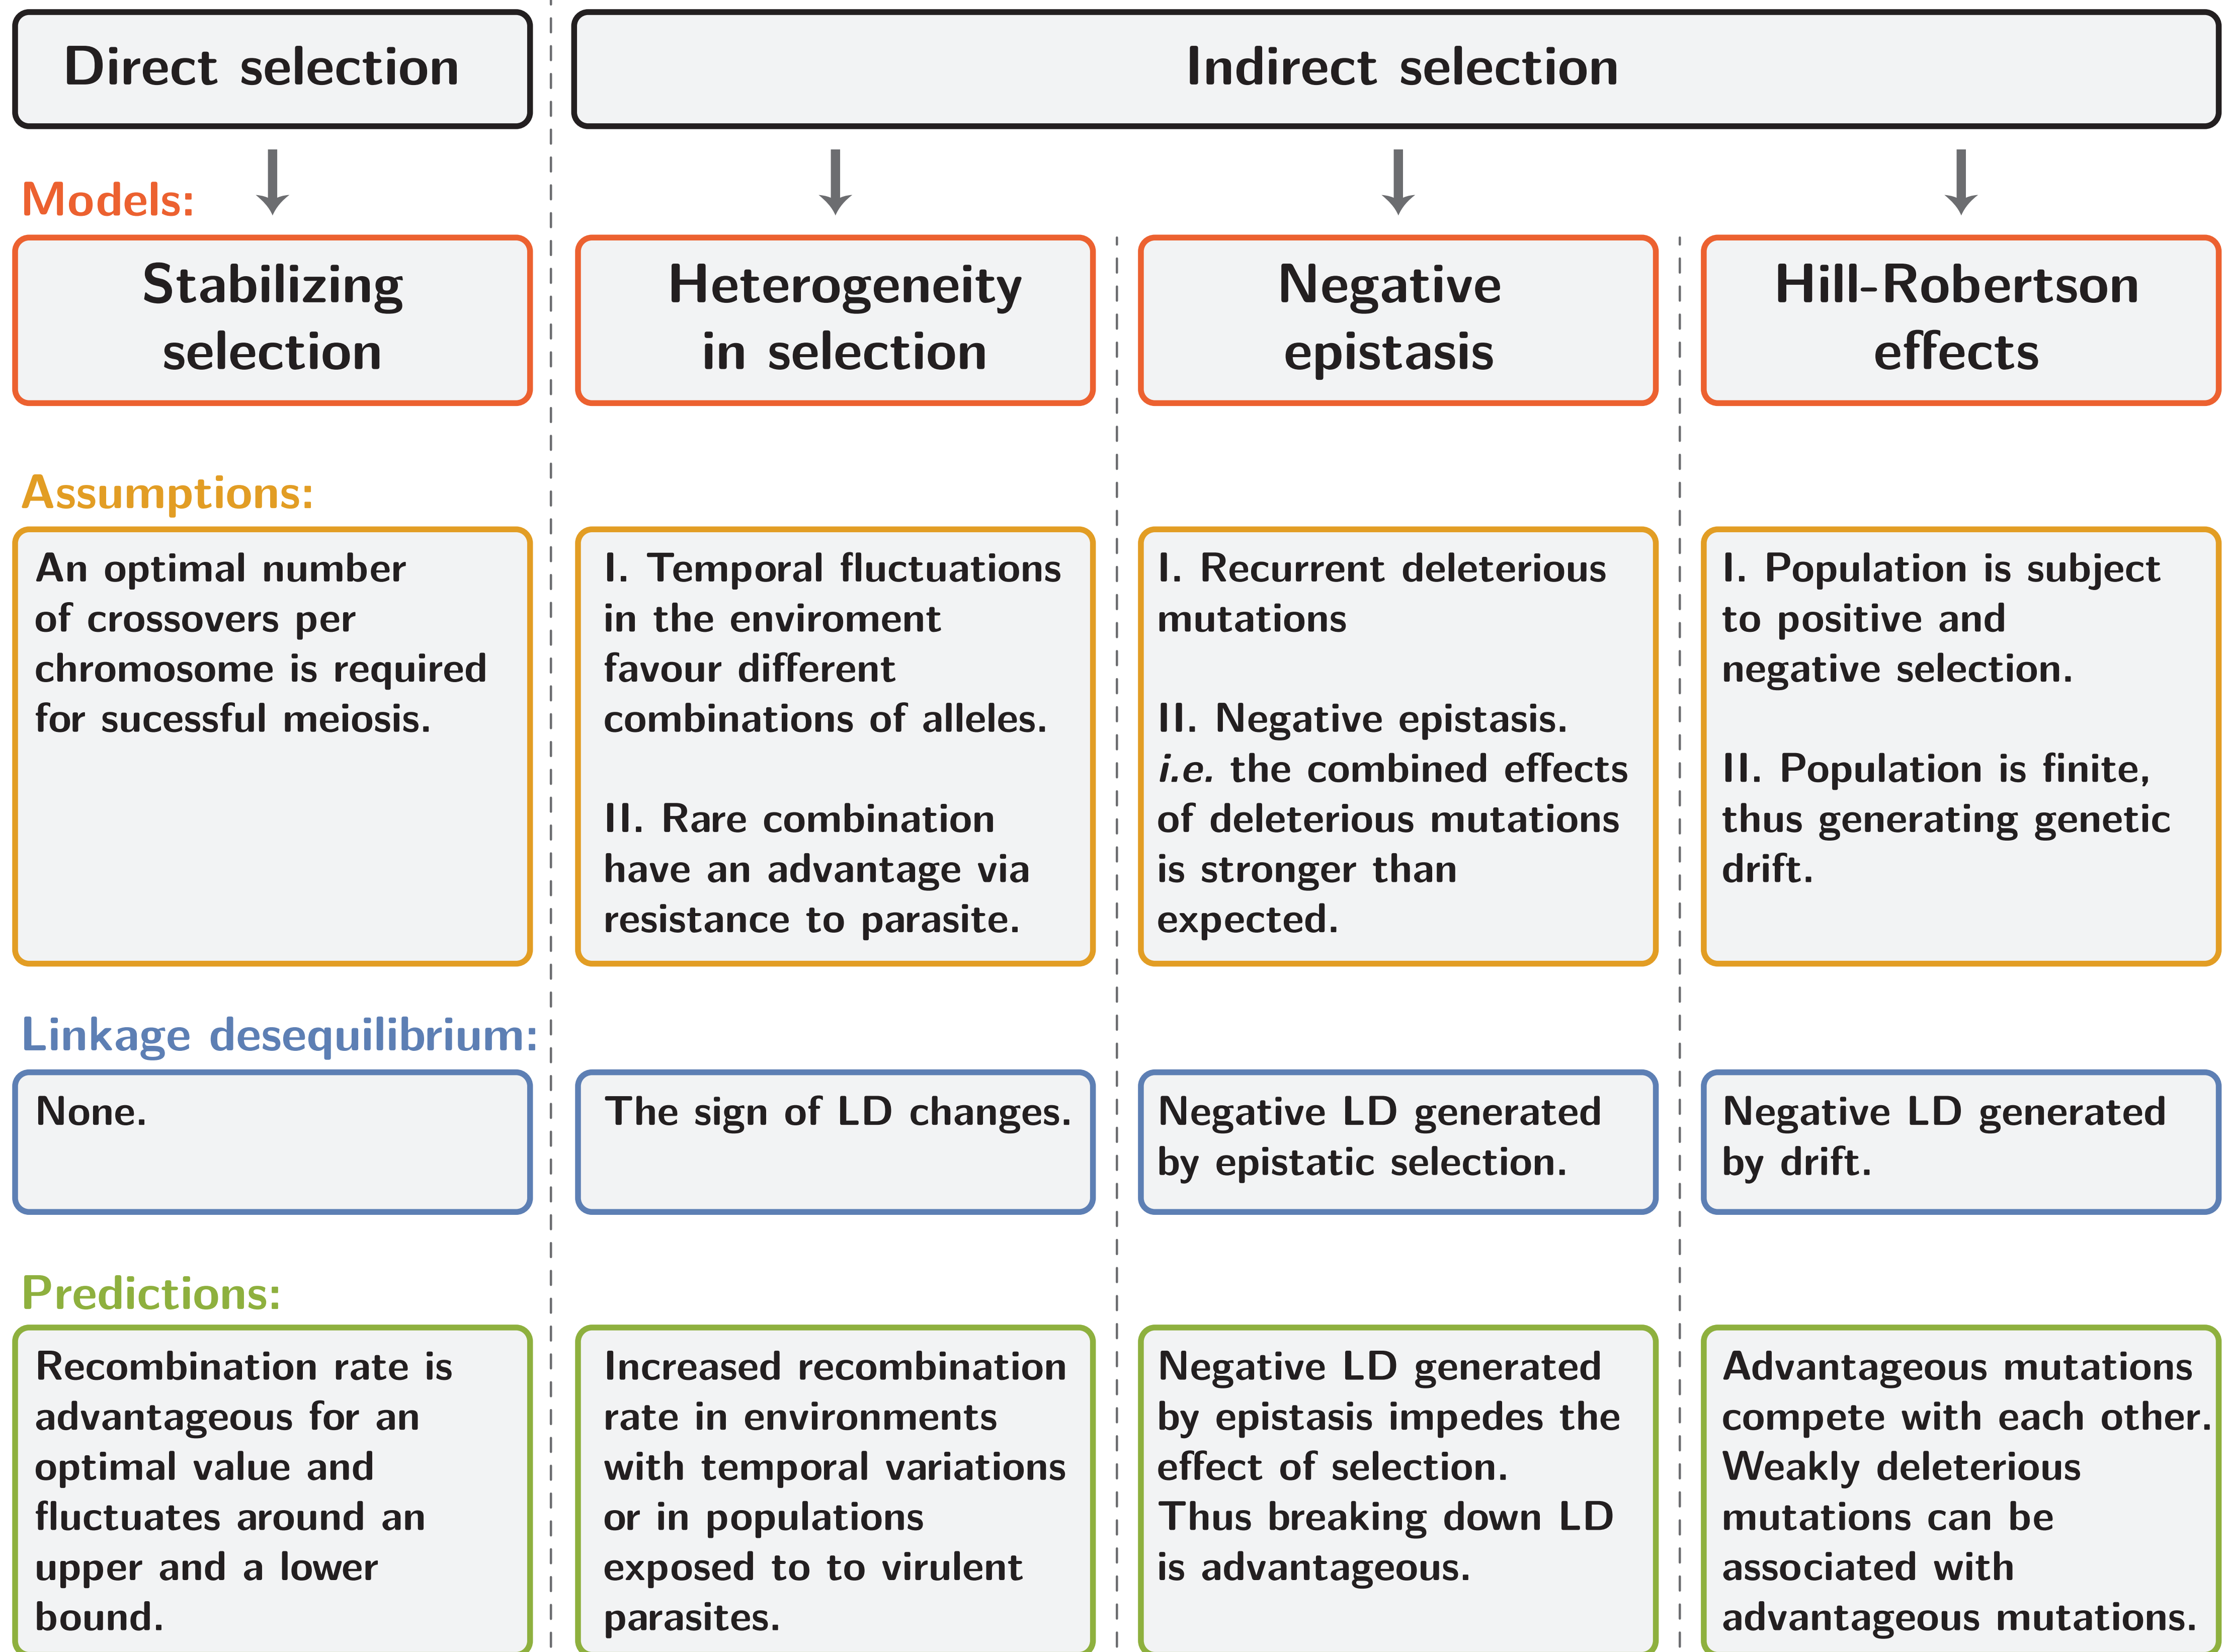 Direct selection
Indirect selection
Models:
Stabilizing
selection
Heterogeneity
in selection
Negative
epistasis
Hill-Robertson
effects
Assumptions:
An optimal number
of crossovers per
chromosome is required
for sucessful meiosis.
I. Temporal fluctuations
in the enviroment
favour different
combinations of alleles.
II. Rare combination
have an advantage via
resistance to parasite.
I. Recurrent deleterious
mutations
II. Negative epistasis.
i.e. the combined effects
of deleterious mutations
is stronger than
expected.
I. Population is subject
to positive and
negative selection.
II. Population is finite,
thus generating genetic
drift.
Linkage desequilibrium:
None.
The sign of LD changes.
Negative LD generated
by epistatic selection.
Negative LD generated
by drift.
Predictions:
Recombination rate is
advantageous for an
optimal value and
fluctuates around an
upper and a lower
bound.
Increased recombination
rate in environments
with temporal variations
or in populations
exposed to to virulent
parasites.
Negative LD generated
by epistasis impedes the
effect of selection.
Thus breaking down LD
is advantageous.
Advantageous mutations
compete with each other.
Weakly deleterious
mutations can be
associated with
advantageous mutations.